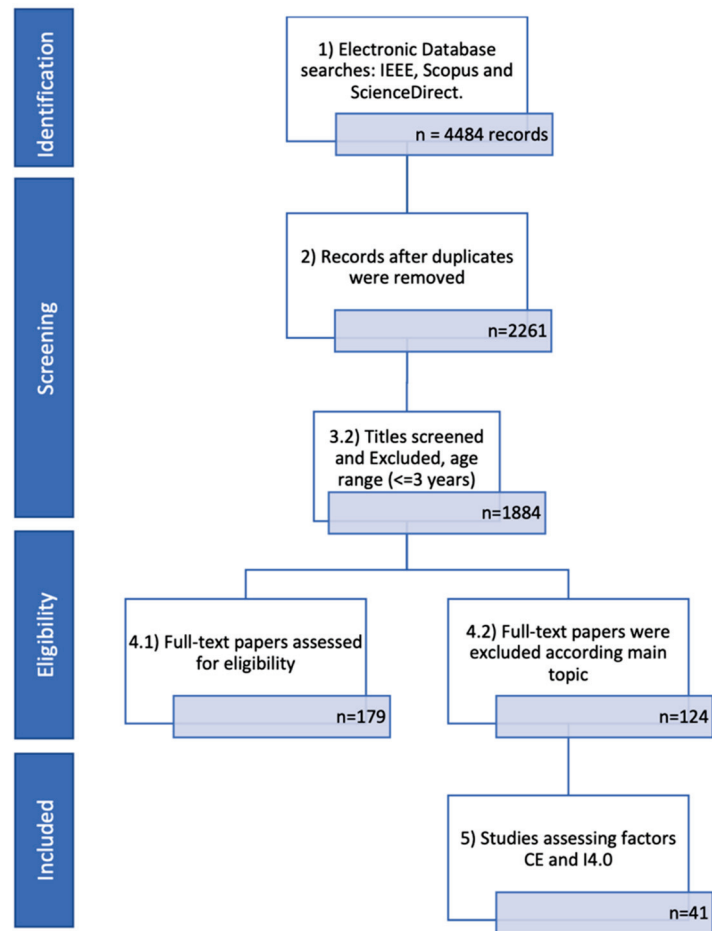 Identification
1) Electronic Database
searches: IEEE, Scopus and
ScienceDirect.
n = 4484 records
Screening
2) Records after duplicates
were removed
n=2261
3.2) Titles screened
and Excluded, age
range (<=3 years)
n=1884
Eligibility
4.1) Full-text papers assessed
for eligibility
n=179
4.2) Full-text papers were
excluded according main
topic
n=124
Included
5) Studies assessing factors
CE and I4.0
n=41